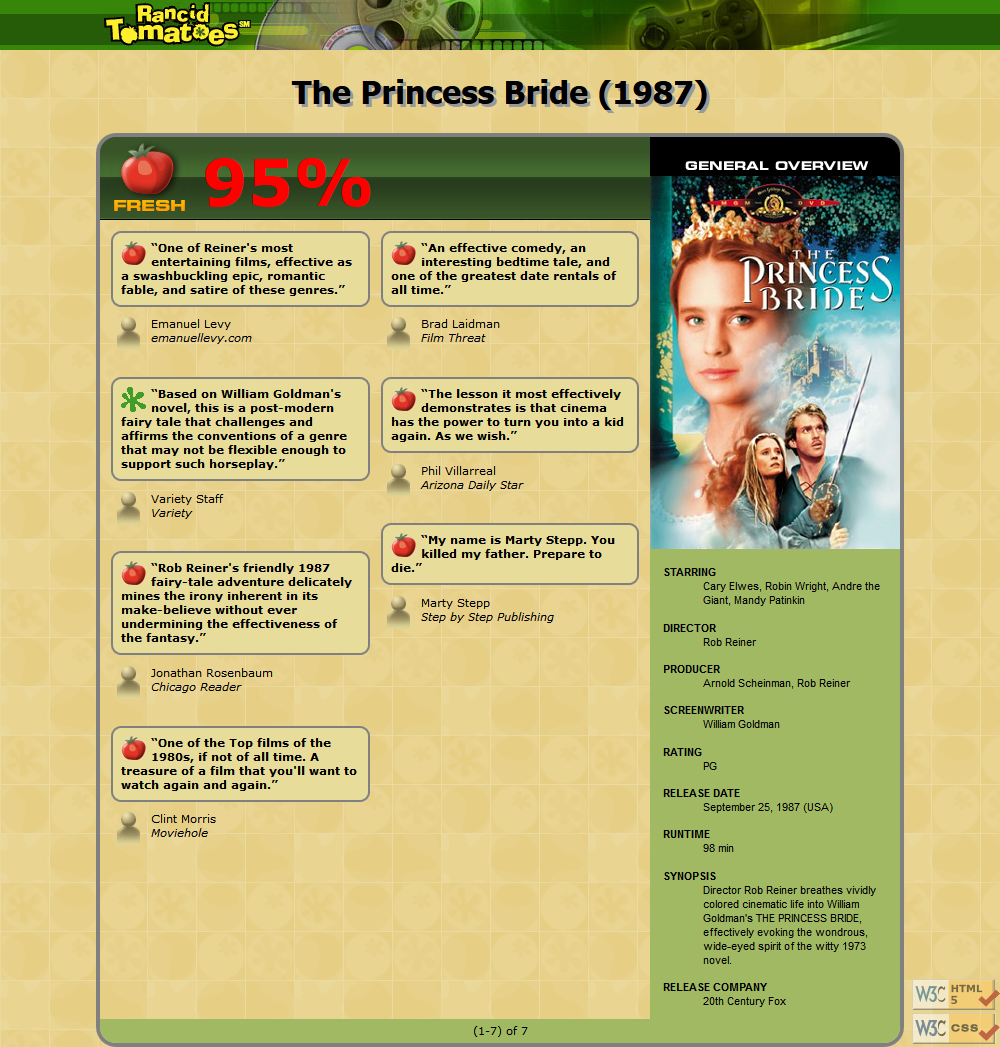 Rancid
Tomatoes SM
The Princess Bride (1987)
FRESH
95%
“One of Reiner's most
entertaining films, effective as
a swashbuckling epic, romantic
fable, and satire of these genres.”
Emanuel Levy
emanuellevy.com
“Based on William Goldman's
novel, this is a post-modern
fairy tale that challenges and
affirms the conventions of a genre
that may not be flexible enough to
support such horseplay.”
Variety Staff
Variety
“Rob Reiner's friendly 1987
fairy-tale adventure delicately
mines the irony inherent in its
make-believe without ever
undermining the effectiveness of
the fantasy.”
Jonathan Rosenbaum
Chicago Reader
“One of the Top films of the
1980s, if not of all time. A
treasure of a film that you'll want to
watch again and again.”
Clint Morris
Moviehole
“An effective comedy, an
interesting bedtime tale, and
one of the greatest date rentals of
all time.”
Brad Laidman
Film Threat
“The lesson it most effectively
demonstrates is that cinema
has the power to turn you into a kid
again. As we wish.”
Phil Villarreal
Arizona Daily Star
“My name is Marty Stepp. You
killed my father. Prepare to
die.”
Marty Stepp
Step by Step Publishing
GENERAL OVERVIEW
MGM DVD
THE
PRINCESS
BRIDE
STARRING
Cary Elwes, Robin Wright, Andre the
Giant, Mandy Patinkin
DIRECTOR
Rob Reiner
PRODUCER
Arnold Scheinman, Rob Reiner
SCREENWRITER
William Goldman
RATING
PG
RELEASE DATE
September 25, 1987 (USA)
RUNTIME
98 min
SYNOPSIS
Director Rob Reiner breathes vividly
colored cinematic life into William
Goldman's THE PRINCESS BRIDE,
effectively evoking the wondrous,
wide-eyed spirit of the witty 1973
novel.
RELEASE COMPANY
20th Century Fox
(1-7) of 7
W3C HTML
5
W3C CSS